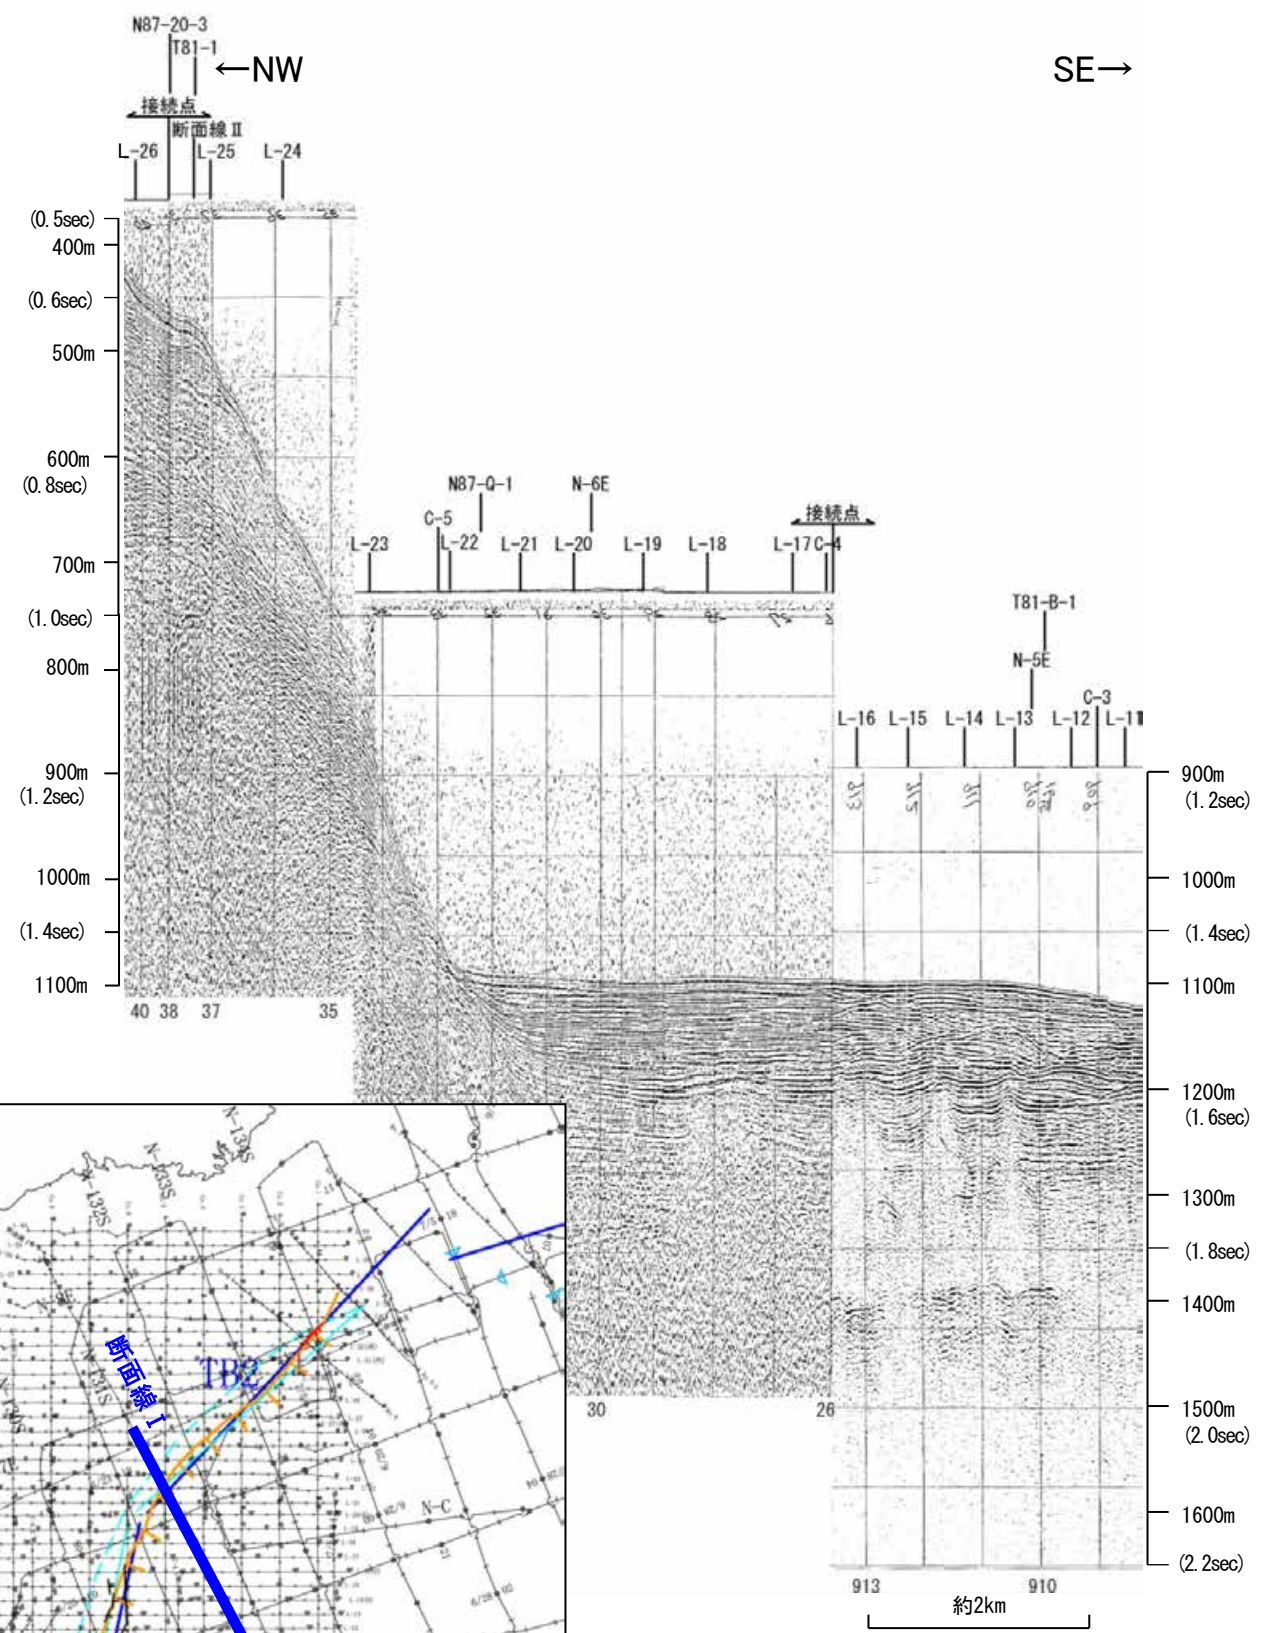 N87-20-3
T81-1
←NW
SE→
接続点
断面線Ⅱ
L-26
L-25
L-24
(0.5sec)
400m
(0.6sec)
500m
600m
(0.8sec)
700m
(1.0sec)
800m
900m
(1.2sec)
1000m
(1.4sec)
1100m
40
38
37
35
N87-Q-1
N-6E
接続点
C-5
L-23
L-22
L-21
L-20
L-19
L-18
L-17
C-4
T81-B-1
N-5E
C-3
L-16
L-15
L-14
L-13
L-12
L-11
900m
(1.2sec)
1000m
(1.4sec)
1100m
1200m
(1.6sec)
1300m
(1.8sec)
1400m
1500m
(2.0sec)
1600m
(2.2sec)
30
26
913
910
約2km
N-134S
N-133S
N-132S
TB2
断面線Ⅰ
N-C